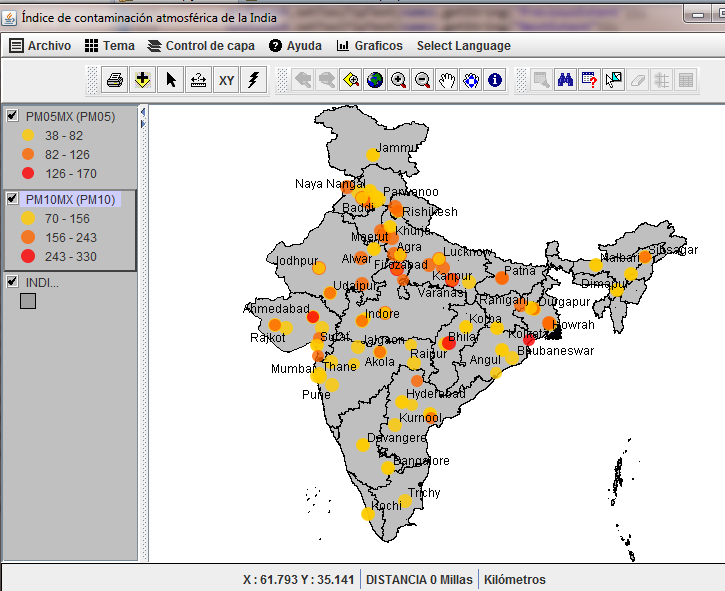 Índice de contaminación atmosférica de la India
Archivo Tema Control de capa Ayuda Graficos Select Language
XY
PM05MX (PM05)
38 - 82
82 - 126
126 - 170
PM10MX (PM10)
70 - 156
156 - 243
243 - 330
INDI...
Jammu
Naya Nangal
Parwanoo
Baddi
Rishikesh
Khurja
Meerut
Agra
Alwar
Lucknow
Firozabad
Jodhpur
Kanpur
Patna
Nalbari
Sibsagar
Dimapur
Udaipur
Varanasi
Raniganj
Durgapur
Ahmedabad
Indore
Korba
Howrah
Kolkata
Rajkot
Surat
Jalgaon
Raipur
Bhilai
Akola
Angul
Bhubaneswar
Mumbai
Thane
Pune
Hyderabad
Kurnool
Davangere
Bangalore
Trichy
Kochi
X : 61.793 Y : 35.141 DISTANCIA 0 Millas Kilómetros